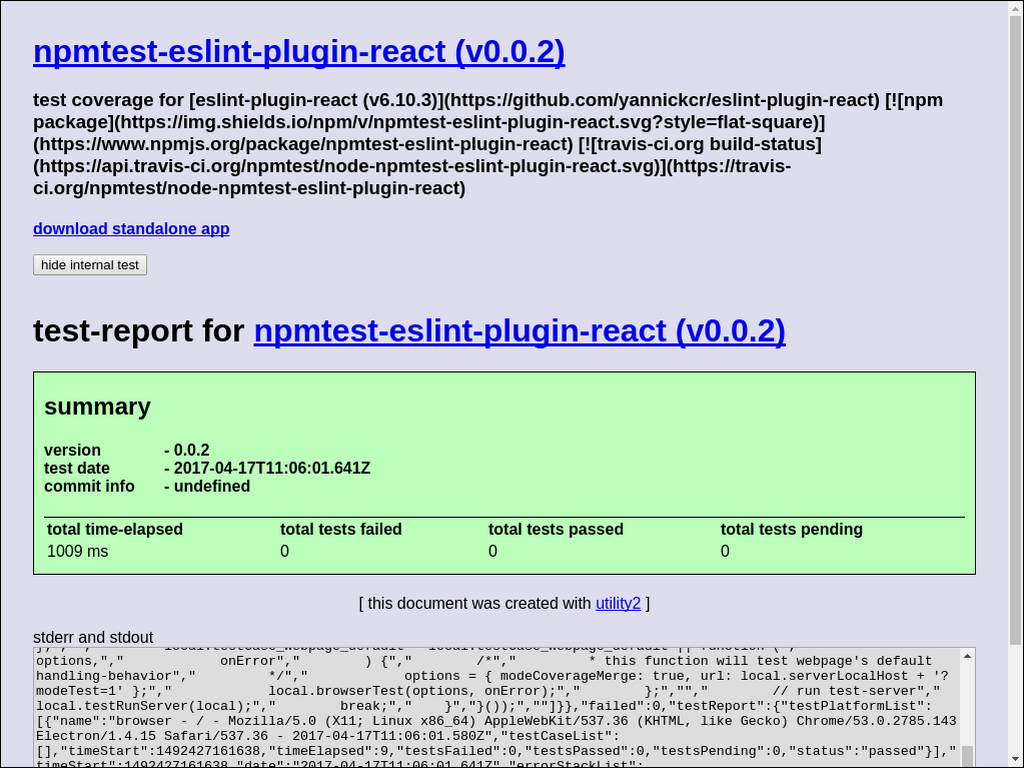 npmtest-eslint-plugin-react (v0.0.2)
test coverage for [eslint-plugin-react (v6.10.3)](https://github.com/yannickcr/eslint-plugin-react) [![npm
package](https://img.shields.io/npm/v/npmtest-eslint-plugin-react.svg?style=flat-square)]
(https://www.npmjs.org/package/npmtest-eslint-plugin-react) [![travis-ci.org build-status]
(https://api.travis-ci.org/npmtest/node-npmtest-eslint-plugin-react.svg)](https://travis-
ci.org/npmtest/node-npmtest-eslint-plugin-react)
download standalone app
hide internal test
test-report for npmtest-eslint-plugin-react (v0.0.2)
summary
version - 0.0.2
test date - 2017-04-17T11:06:01.641Z
commit info - undefined
total time-elapsed total tests failed total tests passed total tests pending
1009 ms 0 0 0
[ this document was created with utility2 ]
stderr and stdout
options," onError"," ) {"," /*"," * this function will test webpage's default
handling-behavior"," */"," options = { modeCoverageMerge: true, url: local.serverLocalHost + '?
modeTest=1' };"," local.browserTest(options, onError);"," };",""," // run test-server","
local.testRunServer(local);"," break;"," }","}());",""]}},"failed":0,"testReport":{"testPlatformList":
[{"name":"browser - / - Mozilla/5.0 (X11; Linux x86_64) AppleWebKit/537.36 (KHTML, like Gecko) Chrome/53.0.2785.143
Electron/1.4.15 Safari/537.36 - 2017-04-17T11:06:01.580Z","testCaseList":
[],"timeStart":1492427161638,"timeElapsed":9,"testsFailed":0,"testsPassed":0,"testsPending":0,"status":"passed"}],"
timeStart":1492427161638,"date":"2017-04-17T11:06:01.641Z","errorStackList":